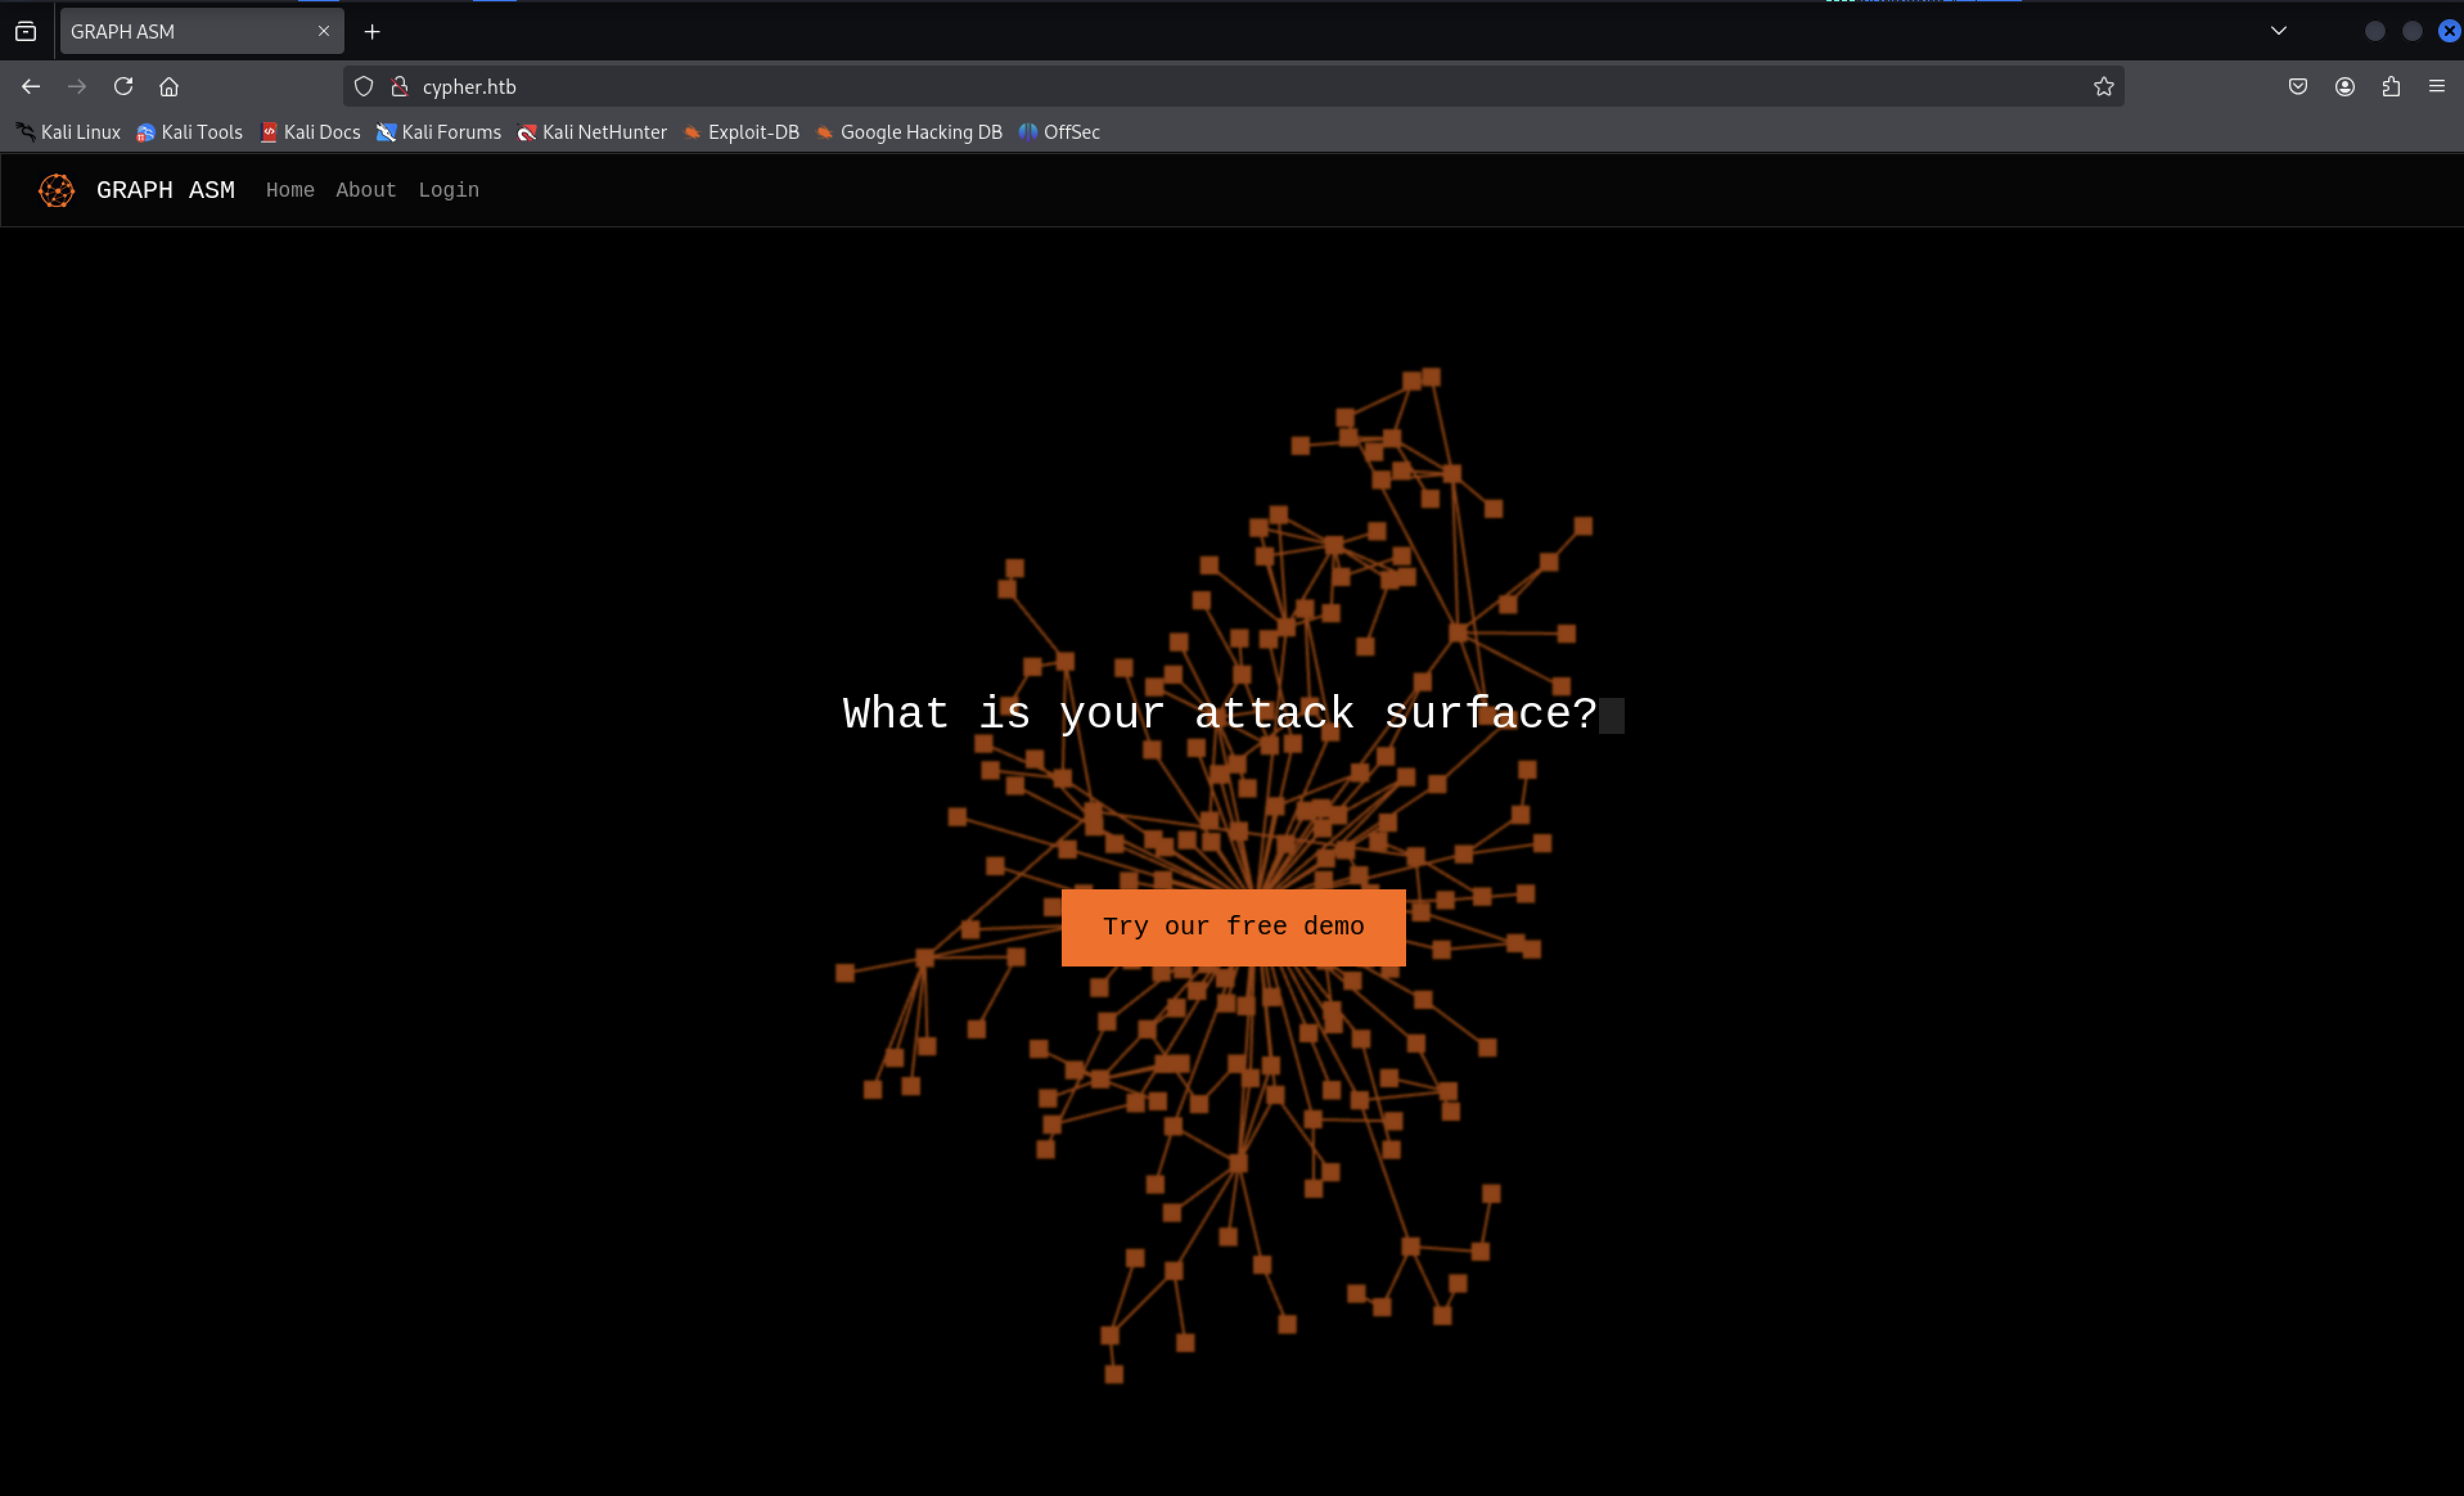 GRAPH ASM
cypher.htb
Kali Linux Kali Tools Kali Docs Kali Forums Kali NetHunter Exploit-DB Google Hacking DB OffSec
GRAPH ASM Home About Login
What is your attack surface?
Try our free demo